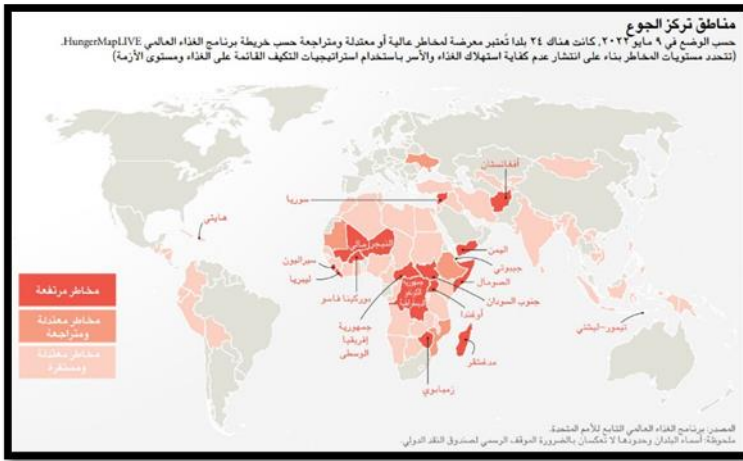 مناطق تركز الجوع
حسب الوضع في ٩ مايو ٢٠٢٢، كانت هناك ٢٤ بلدا تُعتبر معرضة لمخاطر عالية أو معتدلة ومتراجعة حسب خريطة برنامج الغذاء العالمي HungerMapLIVE.
(تتحدد مستويات المخاطر بناء على انتشار عدم كفاية استهلاك الغذاء والأسر باستخدام استراتيجيات التكيف القائمة على الغذاء ومستوى الأزمة)
أفغانستان
سوريا
هايتي
النيجر مالي
اليمن
سيراليون
جيبوتي
ليبريا
الصومال
بوركينا فاسو
جنوب السودان
جمهورية
أوغندا
جمهورية
إفريقيا
الوسطى
تيمور-ليشتي
مدغشقر
زمبابوي
مخاطر مرتفعة
مخاطر معتدلة
ومتراجعة
مخاطر معتدلة
ومستقرة
المصدر: برنامج الغذاء العالمي التابع للأمم المتحدة.
ملحوظة: أسماء البلدان وحدودها لا تعكسان بالضرورة الموقف الرسمي لصندوق النقد الدولي.